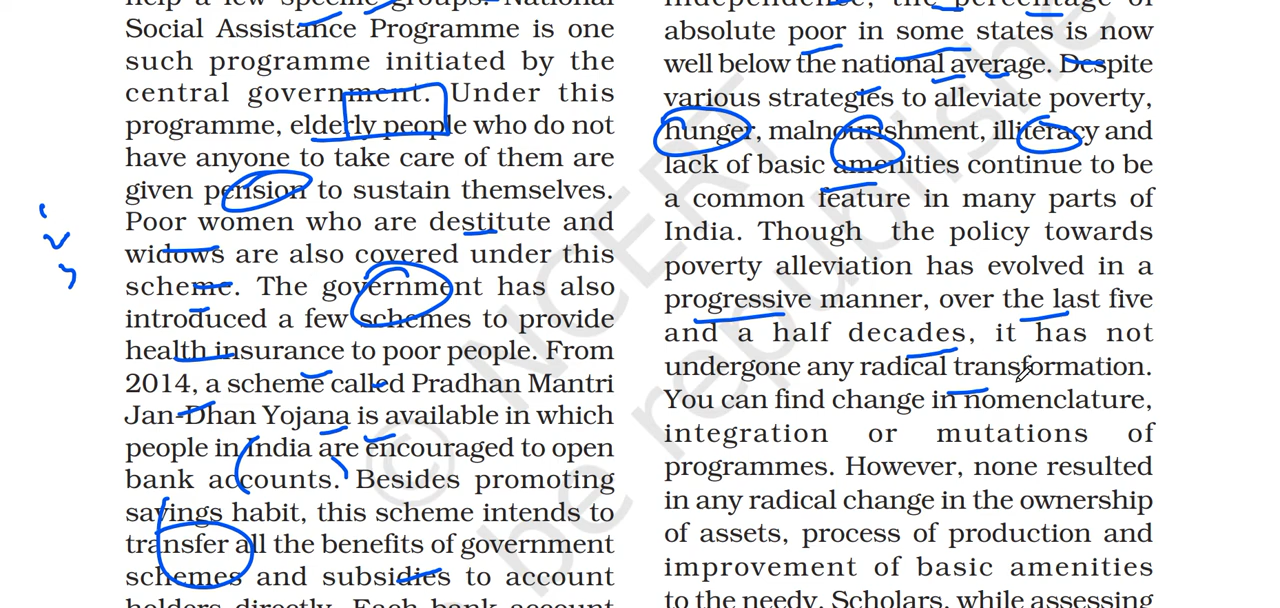 help a few specific groups. National
Social Assistance Programme is one
such programme initiated by the
central government. Under this
programme, elderly people who do not
have anyone to take care of them are
given pension to sustain themselves.
Poor women who are destitute and
widows are also covered under this
scheme. The government has also
introduced a few schemes to provide
health insurance to poor people. From
2014, a scheme called Pradhan Mantri
Jan-Dhan Yojana is available in which
people in India are encouraged to open
bank accounts. Besides promoting
savings habit, this scheme intends to
transfer all the benefits of government
schemes and subsidies to account
holders directly. Each bank account
independence, the percentage of
absolute poor in some states is now
well below the national average. Despite
various strategies to alleviate poverty,
hunger, malnourishment, illiteracy and
lack of basic amenities continue to be
a common feature in many parts of
India. Though the policy towards
poverty alleviation has evolved in a
progressive manner, over the last five
and a half decades, it has not
undergone any radical transformation.
You can find change in nomenclature,
integration or mutations of
programmes. However, none resulted
in any radical change in the ownership
of assets, process of production and
improvement of basic amenities
to the needy. Scholars, while assessing
© NCERT
be republishe